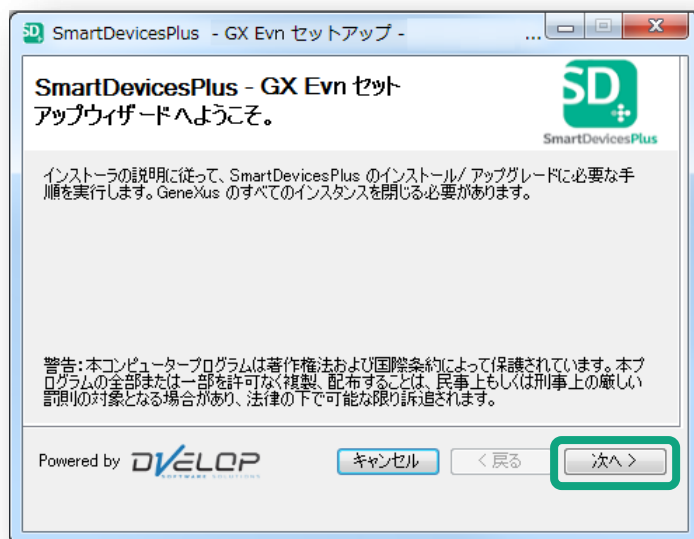 SD SmartDevicesPlus - GX Evn セットアップ - ...
SmartDevicesPlus - GX Evn セット
アップウィザードへようこそ。
SD
SmartDevicesPlus
インストーラの説明に従って、SmartDevicesPlus のインストール/アップグレードに必要な手
順を実行します。GeneXus のすべてのインスタンスを閉じる必要があります。
警告:本コンピュータープログラムは著作権法および国際条約によって保護されています。本プ
ログラムの全部または一部を許可なく複製、配布することは、民事上もしくは刑事上の厳しい
罰則の対象となる場合があり、法律の下で可能な限り訴追されます。
Powered by DVELOP
SOFTWARE SOLUTIONS
キャンセル < 戻る 次へ >